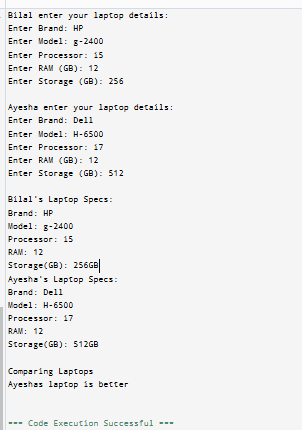 Bilal enter your laptop details:
Enter Brand: HP
Enter Model: g-2400
Enter Processor: i5
Enter RAM (GB): 12
Enter Storage (GB): 256
Ayesha enter your laptop details:
Enter Brand: Dell
Enter Model: H-6500
Enter Processor: i7
Enter RAM (GB): 12
Enter Storage (GB): 512
Bilal's Laptop Specs:
Brand: HP
Model: g-2400
Processor: i5
RAM: 12
Storage(GB): 256GB
Ayesha's Laptop Specs:
Brand: Dell
Model: H-6500
Processor: i7
RAM: 12
Storage(GB): 512GB
Comparing Laptops
Ayeshas laptop is better
=== Code Execution Successful ===